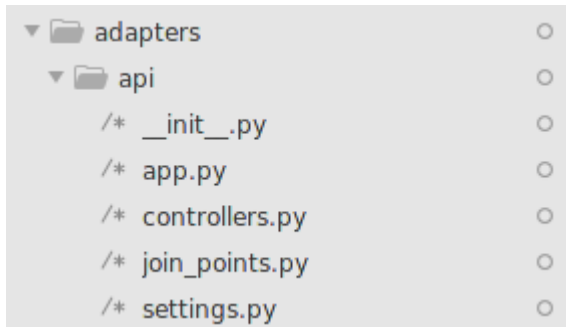 adapters
api
/* __init__.py
/* app.py
/* controllers.py
/* join_points.py
/* settings.py